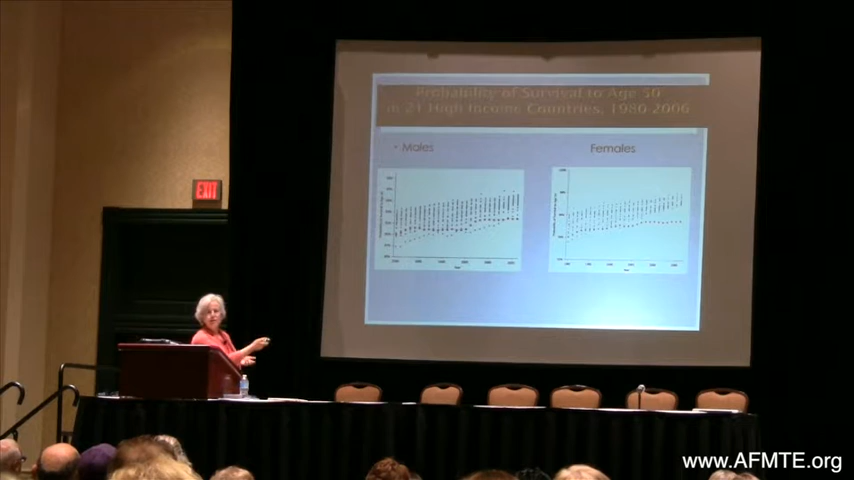 Probability of Survival to Age 50
in 21 High Income Countries, 1980-2006
• Males
Females
EXIT
www.AFMTE.org